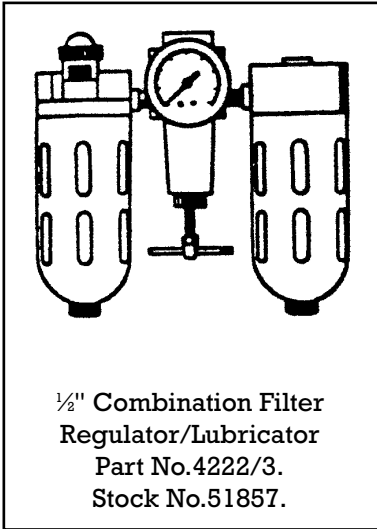 ½" Combination Filter
Regulator/Lubricator
Part No.4222/3.
Stock No.51857.